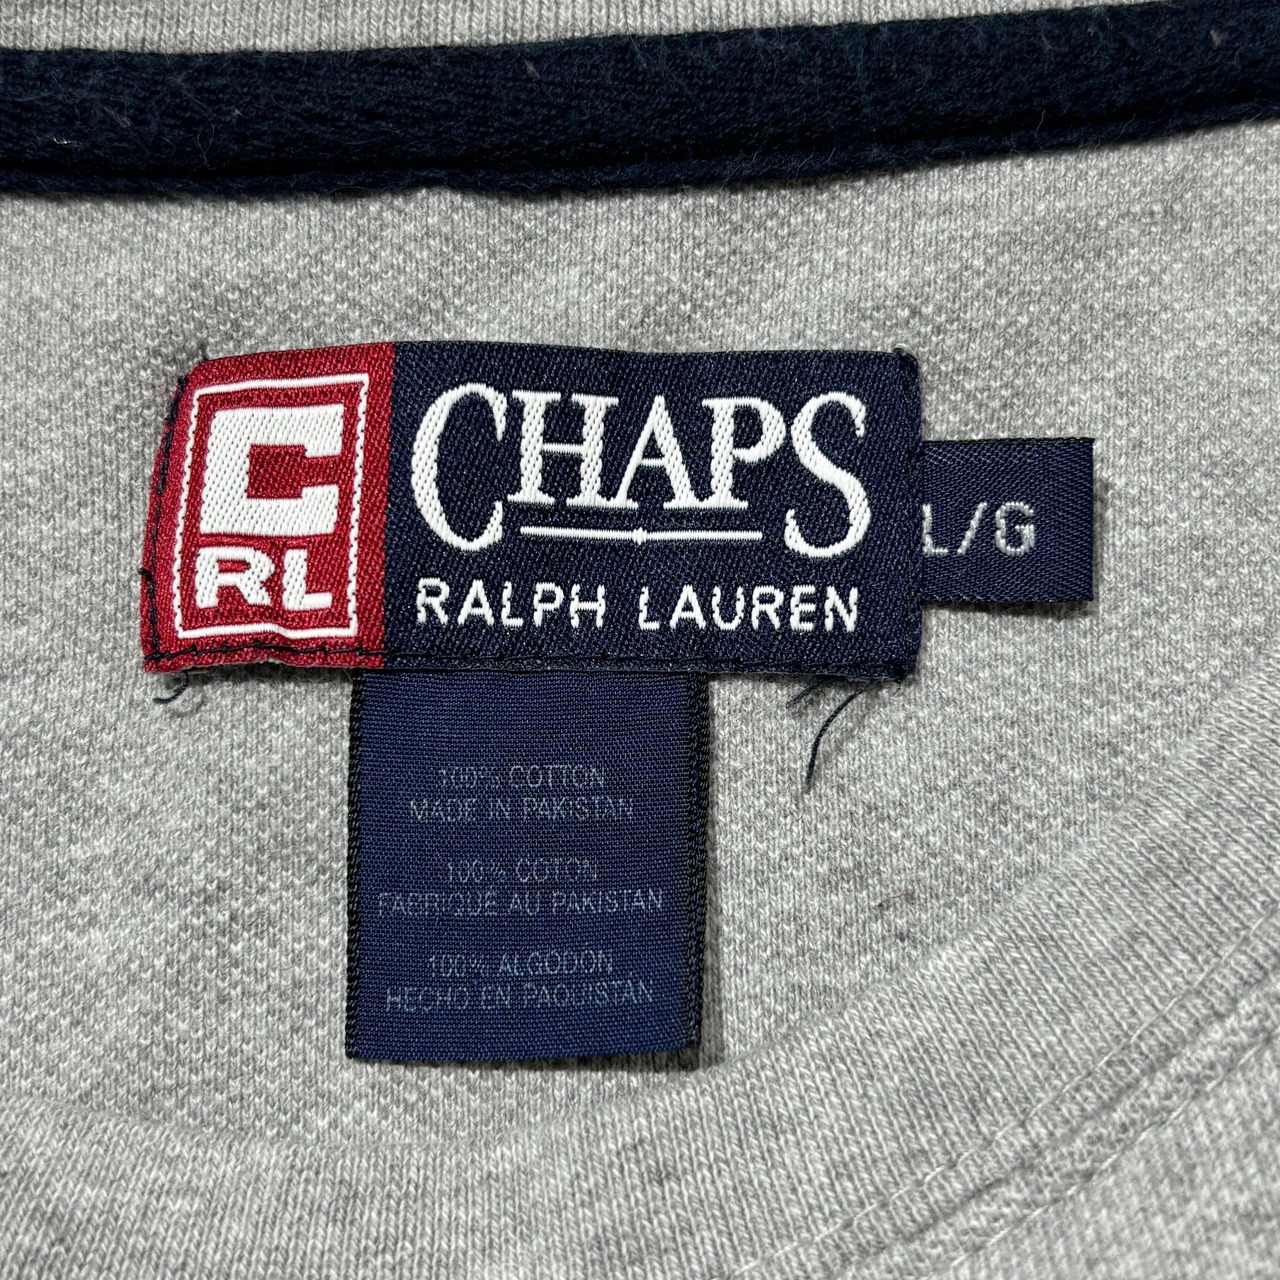 C
RL
CHAPS
RALPH LAUREN
L/G
100% COTTON
MADE IN PAKISTAN
100% COTON
FABRIQUÉ AU PAKISTAN
100% ALGODON
HECHO EN PAQUISTAN